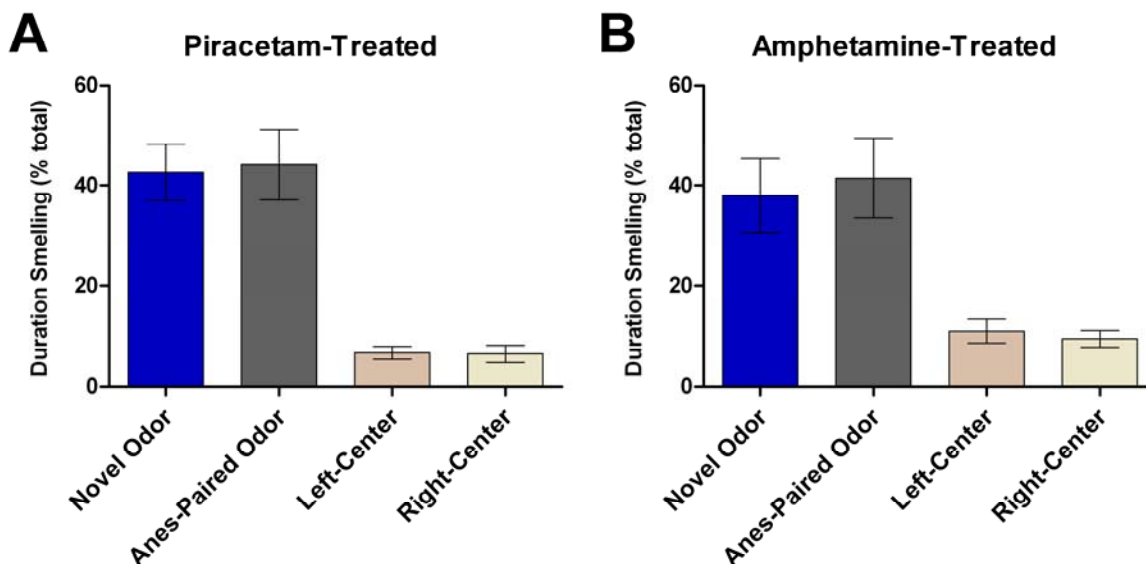 A
Piracetam-Treated
Duration Smelling (% total)
60
40
20
0
Novel Odor
Anes-Paired Odor
Left-Center
Right-Center
B
Amphetamine-Treated
Duration Smelling (% total)
60
40
20
0
Novel Odor
Anes-Paired Odor
Left-Center
Right-Center